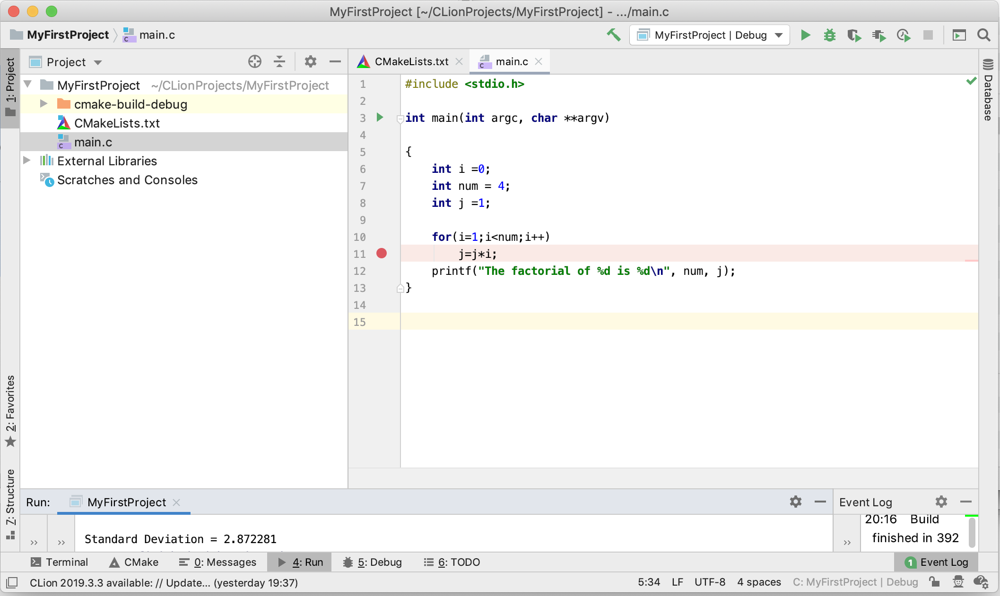 MyFirstProject [~/CLionProjects/MyFirstProject] - .../main.c
MyFirstProject main.c MyFirstProject | Debug
1: Project
Project
CMakeLists.txt main.c
Database
MyFirstProject ~/CLionProjects/MyFirstProject
cmake-build-debug
CMakeLists.txt
main.c
External Libraries
Scratches and Consoles
1 #include <stdio.h>
2
3 int main(int argc, char **argv)
4
5 {
6 int i =0;
7 int num = 4;
8 int j =1;
9
10 for(i=1;i<num;i++)
11 j=j*i;
12 printf("The factorial of %d is %d\n", num, j);
13 }
14
15
2: Favorites
7: Structure
Run: MyFirstProject
Standard Deviation = 2.872281
Event Log
20:16 Build
finished in 392
Terminal CMake 0: Messages 4: Run 5: Debug 6: TODO 1 Event Log
CLion 2019.3.3 available: // Update... (yesterday 19:37) 5:34 LF UTF-8 4 spaces C: MyFirstProject | Debug